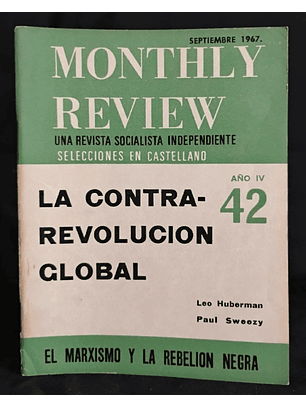 SEPTIEMBRE 1967.
MONTHLY
REVIEW
UNA REVISTA SOCIALISTA INDEPENDIENTE
SELECCIONES EN CASTELLANO
AÑO IV
42
LA CONTRA-
REVOLUCION
GLOBAL
Leo Huberman
Paul Sweezy
EL MARXISMO Y LA REBELION NEGRA